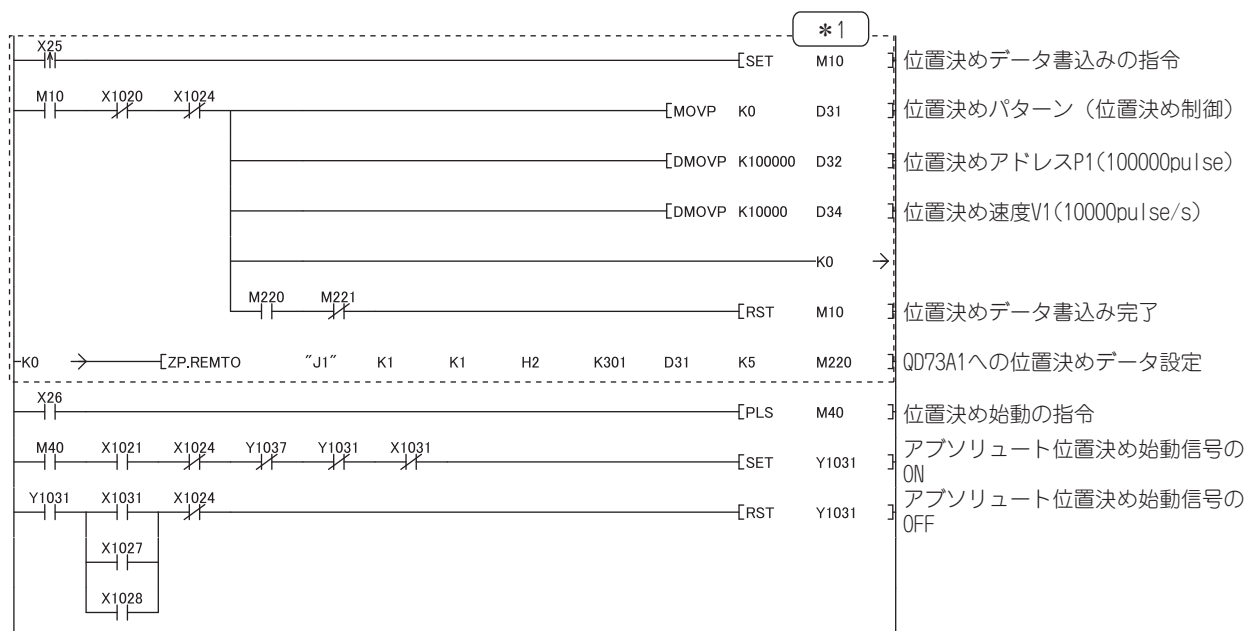 *1
X25
[SET M10 ] 位置決めデータ書込みの指令
M10 X1020 X1024
[MOVP K0 D31 ] 位置決めパターン（位置決め制御）
[DMOVP K100000 D32 ] 位置決めアドレスP1(100000pulse)
[DMOVP K10000 D34 ] 位置決め速度V1(10000pulse/s)
K0
M220 M221
[RST M10 ] 位置決めデータ書込み完了
K0 [ZP.REMTO "J1" K1 K1 H2 K301 D31 K5 M220 ] QD73A1への位置決めデータ設定
X26
[PLS M40 ] 位置決め始動の指令
M40 X1021 X1024 Y1037 Y1031 X1031
[SET Y1031 ] アブソリュート位置決め始動信号の
ON
Y1031 X1031 X1024
[RST Y1031 ] アブソリュート位置決め始動信号の
OFF
X1027
X1028